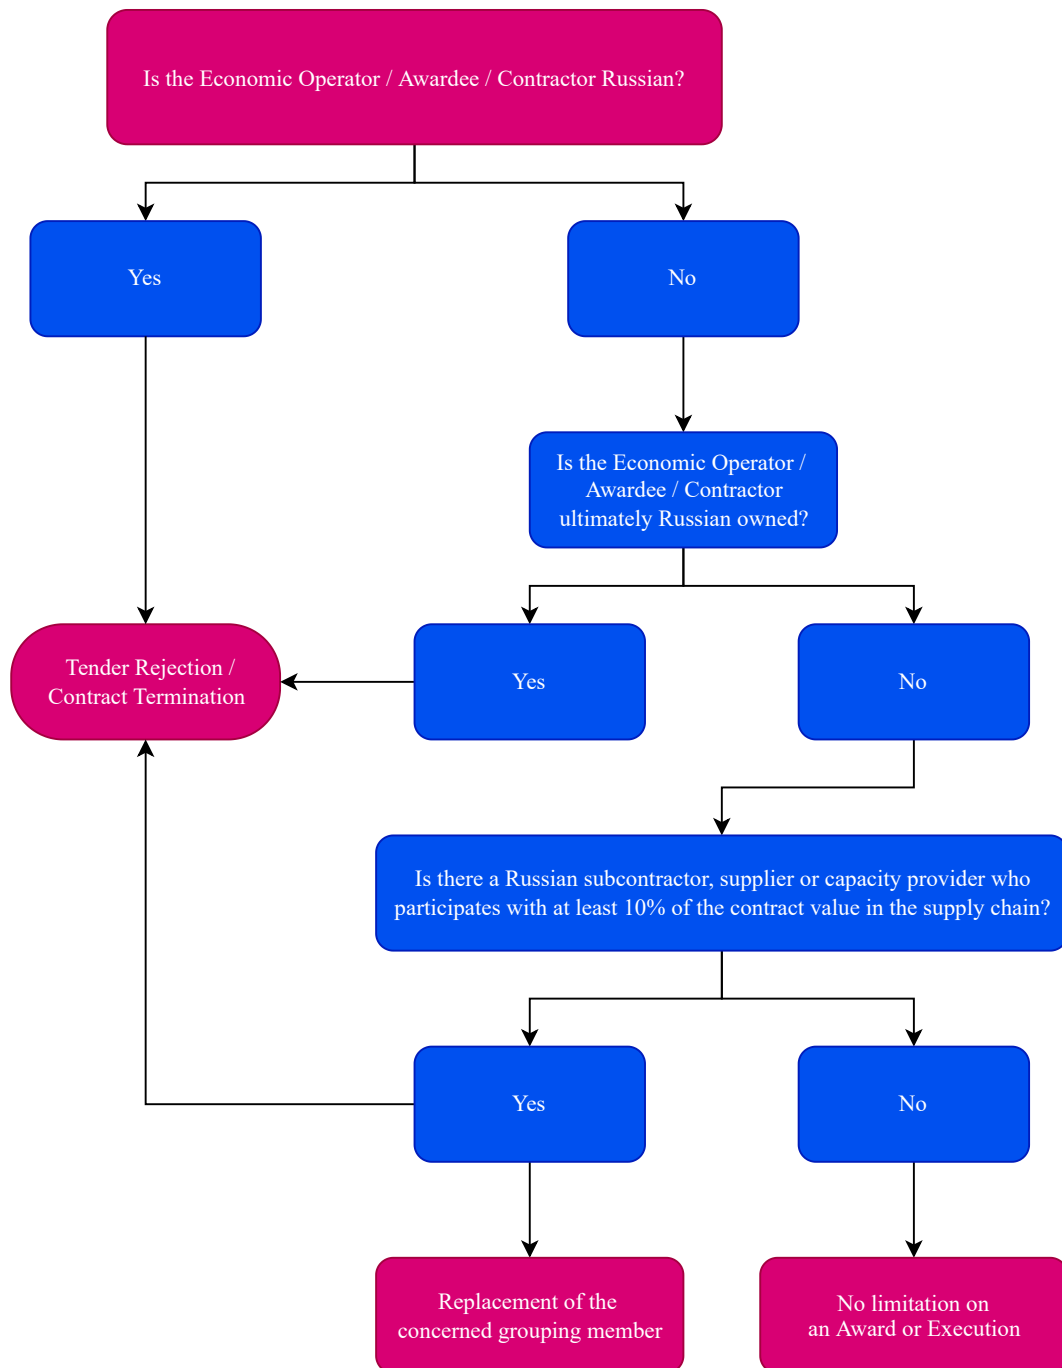 Is the Economic Operator / Awardee / Contractor Russian?
Yes
No
Is the Economic Operator /
Awardee / Contractor
ultimately Russian owned?
Tender Rejection /
Contract Termination
Yes
No
Is there a Russian subcontractor, supplier or capacity provider who
participates with at least 10% of the contract value in the supply chain?
Yes
No
Replacement of the
concerned grouping member
No limitation on
an Award or Execution